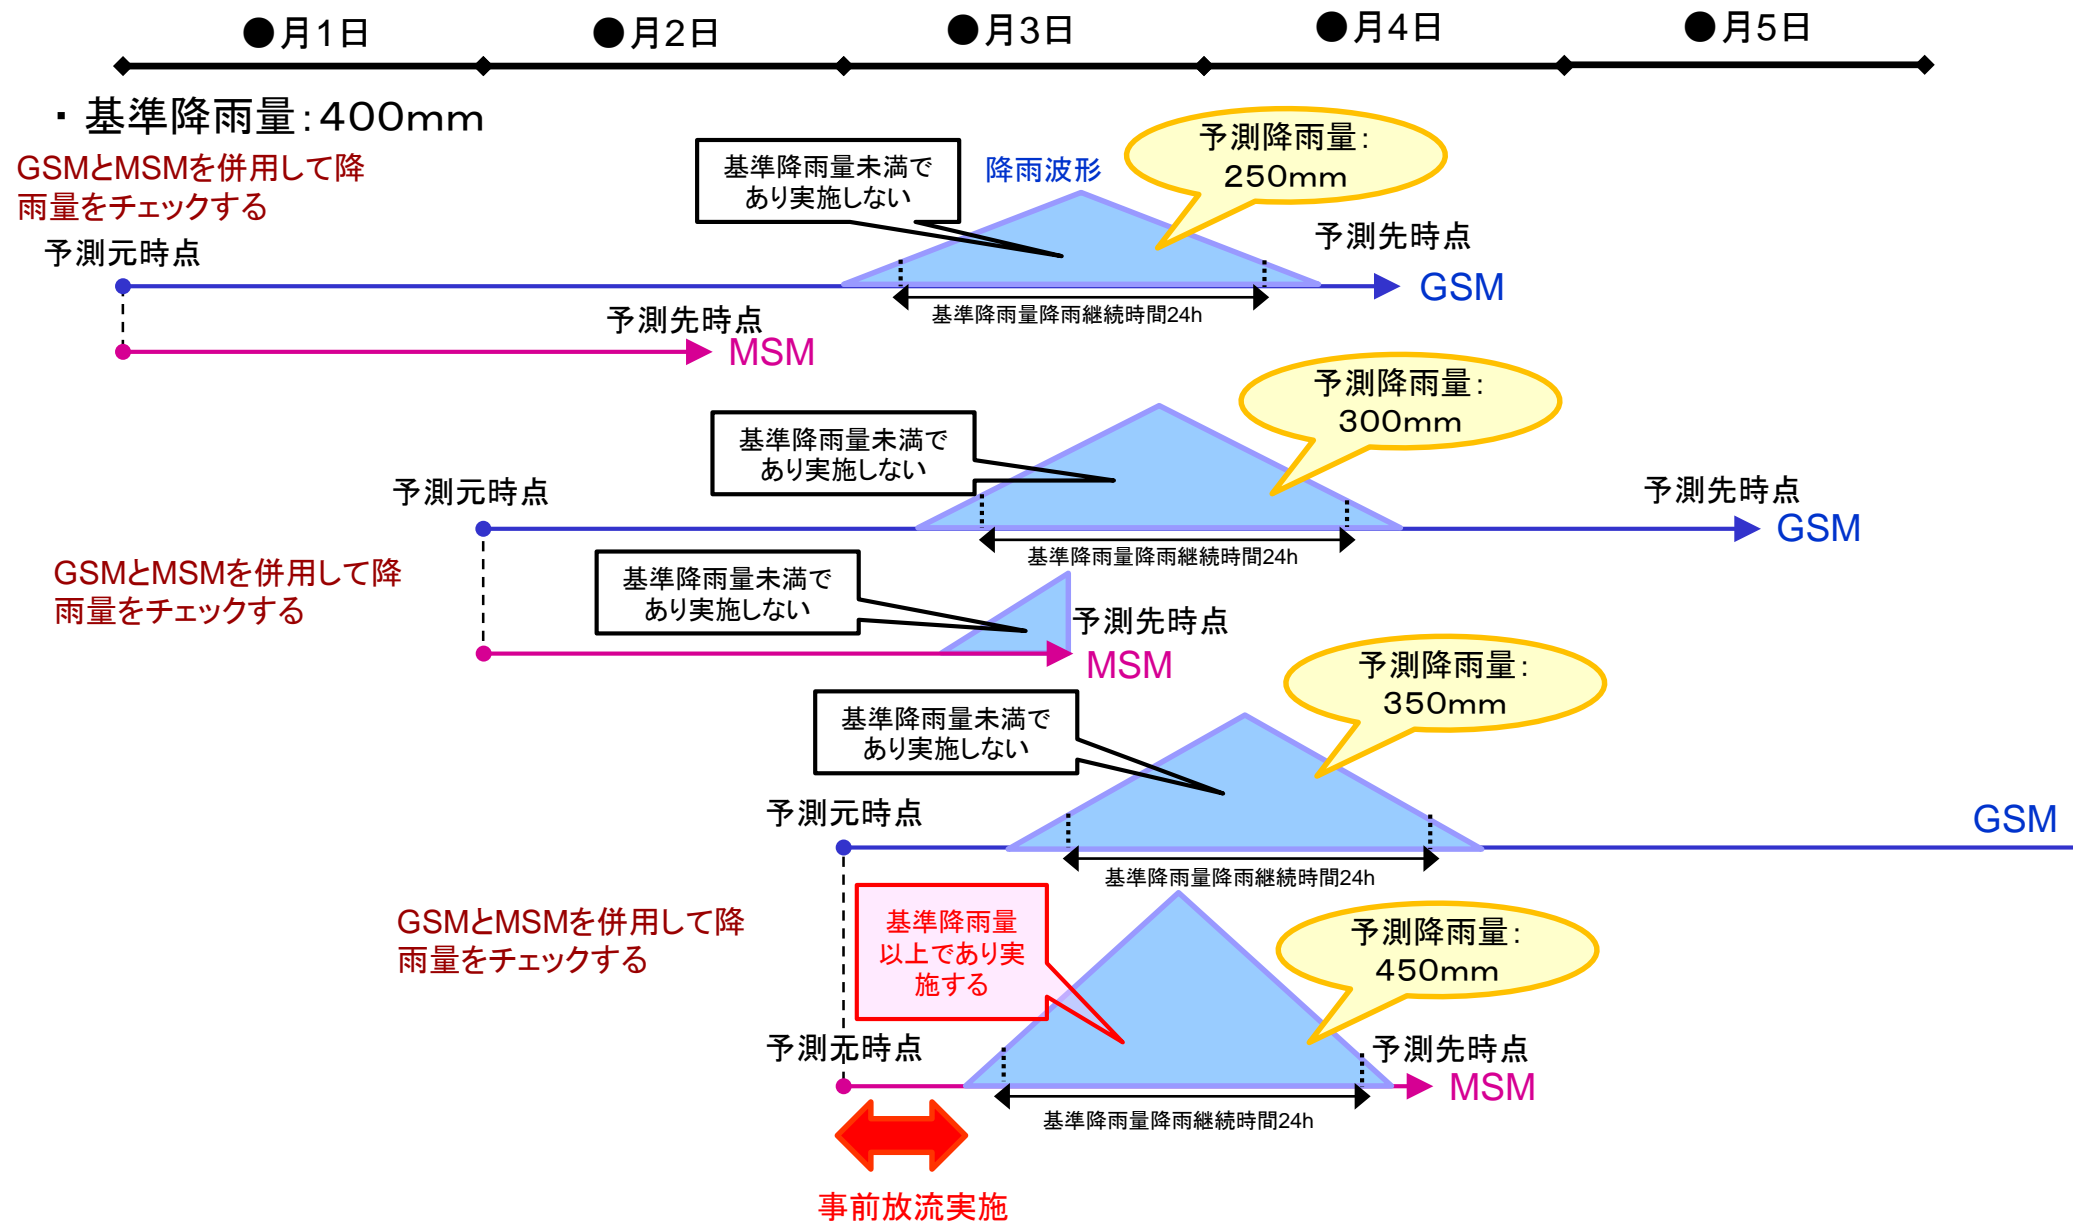 ●月1日
●月2日
●月3日
●月4日
●月5日
・基準降雨量：400mm
GSMとMSMを併用して降
雨量をチェックする
予測元時点
基準降雨量未満で
あり実施しない
降雨波形
予測降雨量：
250mm
予測先時点
GSM
基準降雨量降雨継続時間24h
予測先時点
MSM
予測降雨量：
300mm
基準降雨量未満で
あり実施しない
予測元時点
予測先時点
GSM
基準降雨量降雨継続時間24h
GSMとMSMを併用して降
雨量をチェックする
基準降雨量未満で
あり実施しない
予測先時点
MSM
予測降雨量：
350mm
基準降雨量未満で
あり実施しない
予測元時点
GSM
基準降雨量降雨継続時間24h
GSMとMSMを併用して降
雨量をチェックする
基準降雨量
以上であり実
施する
予測降雨量：
450mm
予測元時点
予測先時点
MSM
基準降雨量降雨継続時間24h
事前放流実施